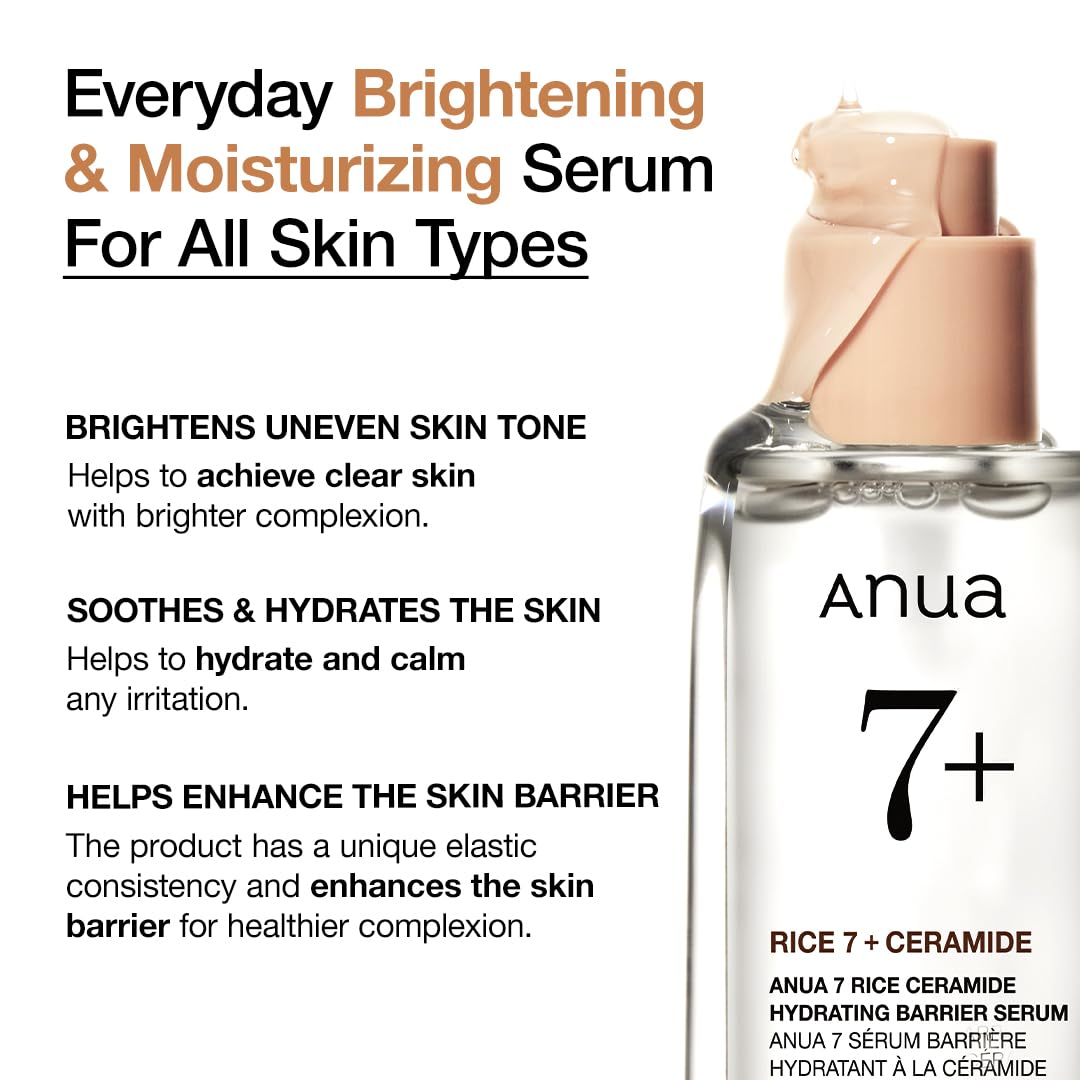 Everyday Brightening
& Moisturizing Serum
For All Skin Types
BRIGHTENS UNEVEN SKIN TONE
Helps to achieve clear skin
with brighter complexion.
SOOTHES & HYDRATES THE SKIN
Helps to hydrate and calm
any irritation.
HELPS ENHANCE THE SKIN BARRIER
The product has a unique elastic
consistency and enhances the skin
barrier for healthier complexion.
Anua
7+
RICE 7 + CERAMIDE
ANUA 7 RICE CERAMIDE
HYDRATING BARRIER SERUM
ANUA 7 SÉRUM BARRIÈRE
HYDRATANT À LA CÉRAMIDE